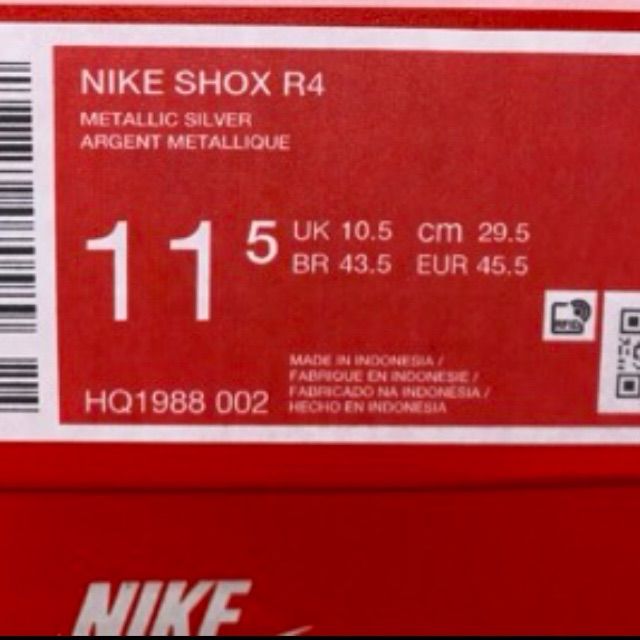 NIKE SHOX R4
METALLIC SILVER
ARGENT METALLIQUE
11 5
UK 10.5 cm 29.5
BR 43.5 EUR 45.5
RFID
MADE IN INDONESIA /
FABRIQUE EN INDONESIE /
FABRICADO NA INDONESIA /
HECHO EN INDONESIA
HQ1988 002
NIKE